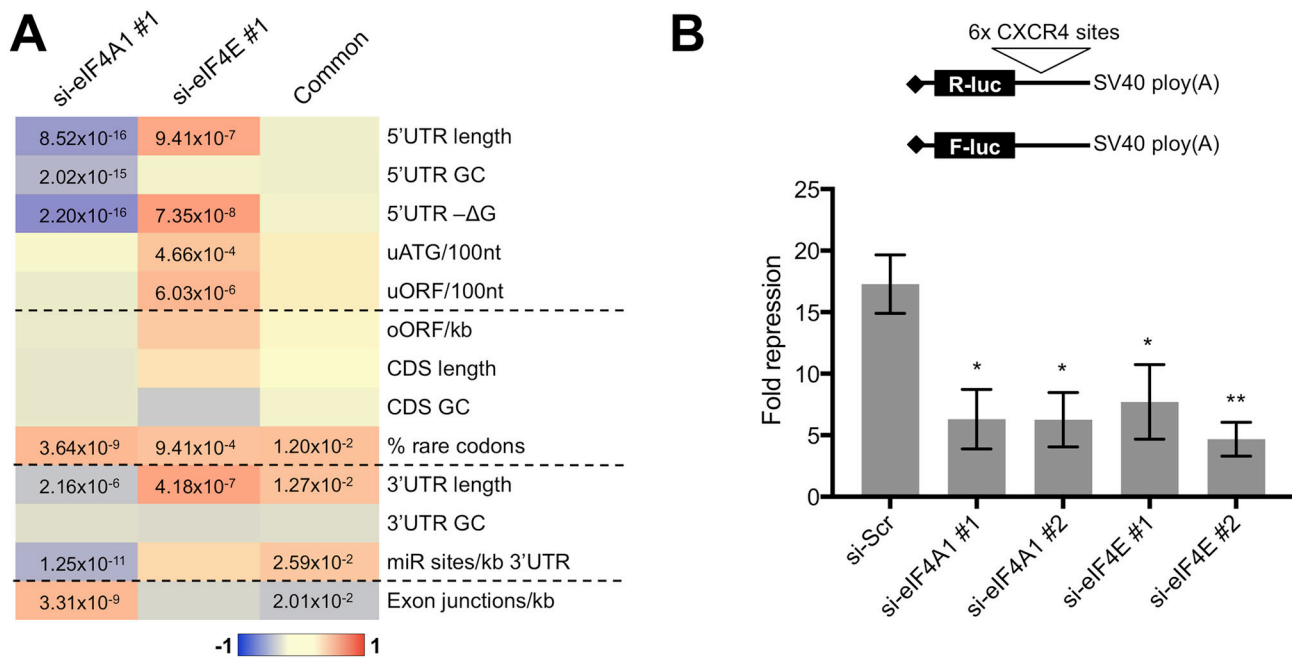 A
si-eIF4A1 #1
si-eIF4E #1
Common
8.52x10-16 9.41x10-7 5'UTR length
2.02x10-15 5'UTR GC
2.20x10-16 7.35x10-8 5'UTR –ΔG
4.66x10-4 uATG/100nt
6.03x10-6 uORF/100nt
oORF/kb
CDS length
CDS GC
3.64x10-9 9.41x10-4 1.20x10-2 % rare codons
2.16x10-6 4.18x10-7 1.27x10-2 3'UTR length
3'UTR GC
1.25x10-11 2.59x10-2 miR sites/kb 3'UTR
3.31x10-9 2.01x10-2 Exon junctions/kb
-1 1
B
6x CXCR4 sites
R-luc SV40 ploy(A)
F-luc SV40 ploy(A)
Fold repression
25
20
15
10
5
0
* * * **
si-Scr
si-eIF4A1 #1
si-eIF4A1 #2
si-eIF4E #1
si-eIF4E #2